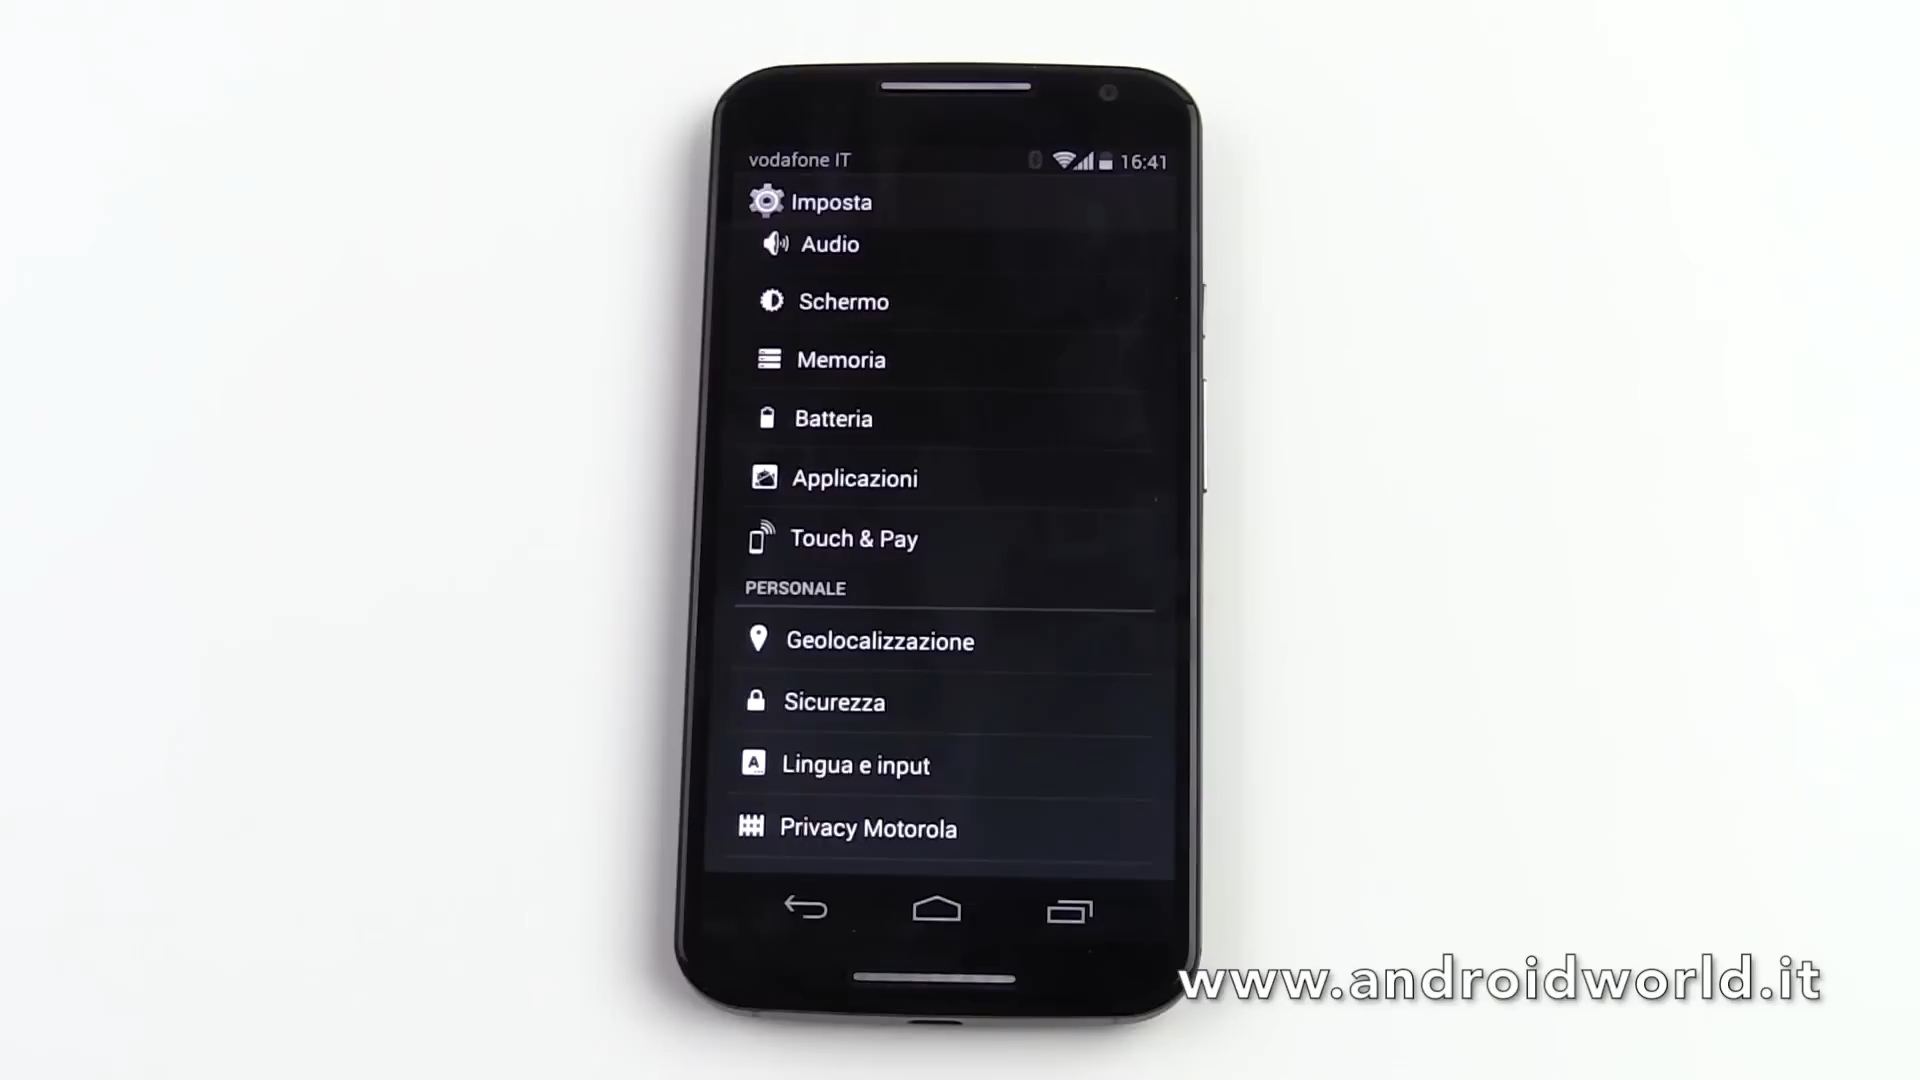 vodafone IT
16:41
Imposta
Audio
Schermo
Memoria
Batteria
Applicazioni
Touch & Pay
PERSONALE
Geolocalizzazione
Sicurezza
Lingua e input
Privacy Motorola
www.androidworld.it